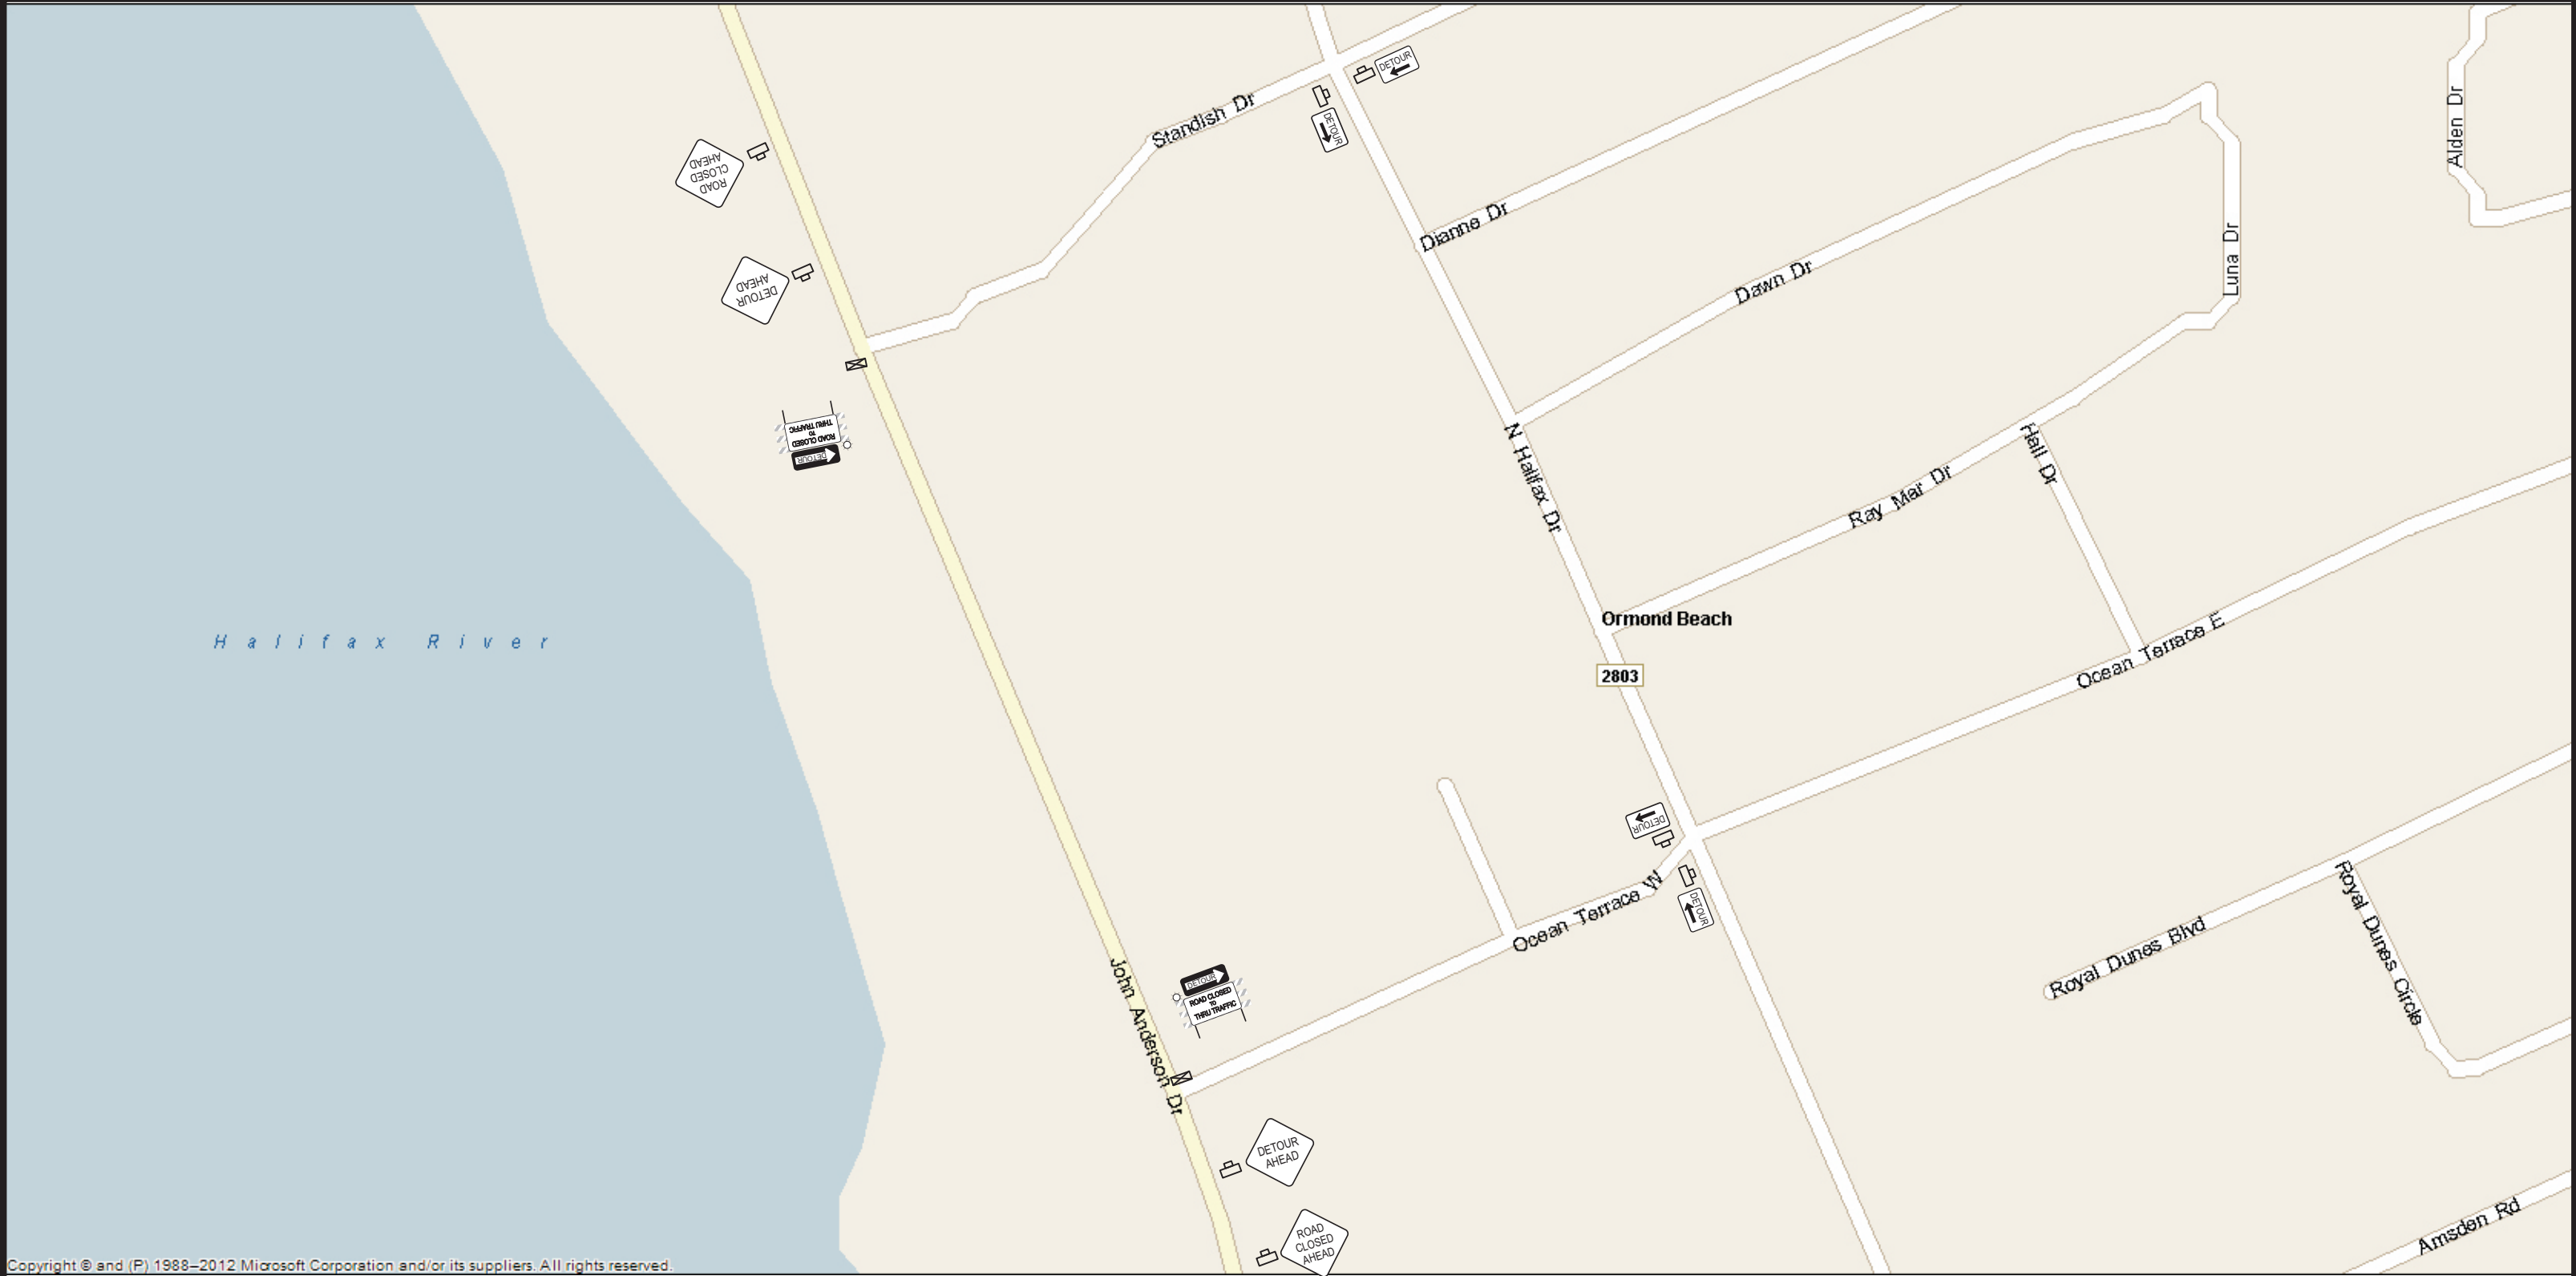 DETOUR
Standish Dr
DETOUR
Alden Dr
ROAD
CLOSED
AHEAD
Dianne Dr
Luna Dr
DETOUR
AHEAD
Dawn Dr
ROAD CLOSED
TO
THRU TRAFFIC
DETOUR
N Halifax Dr
Hall Dr
Ray Mar Dr
Ormond Beach
Halifax River
2803
Ocean Terrace E
DETOUR
DETOUR
Ocean Terrace W
Royal Dunes Blvd
Royal Dunes Circle
John Anderson Dr
DETOUR
ROAD CLOSED
TO
THRU TRAFFIC
DETOUR
AHEAD
ROAD
CLOSED
AHEAD
Amsden Rd
Copyright © and (P) 1988–2012 Microsoft Corporation and/or its suppliers. All rights reserved.